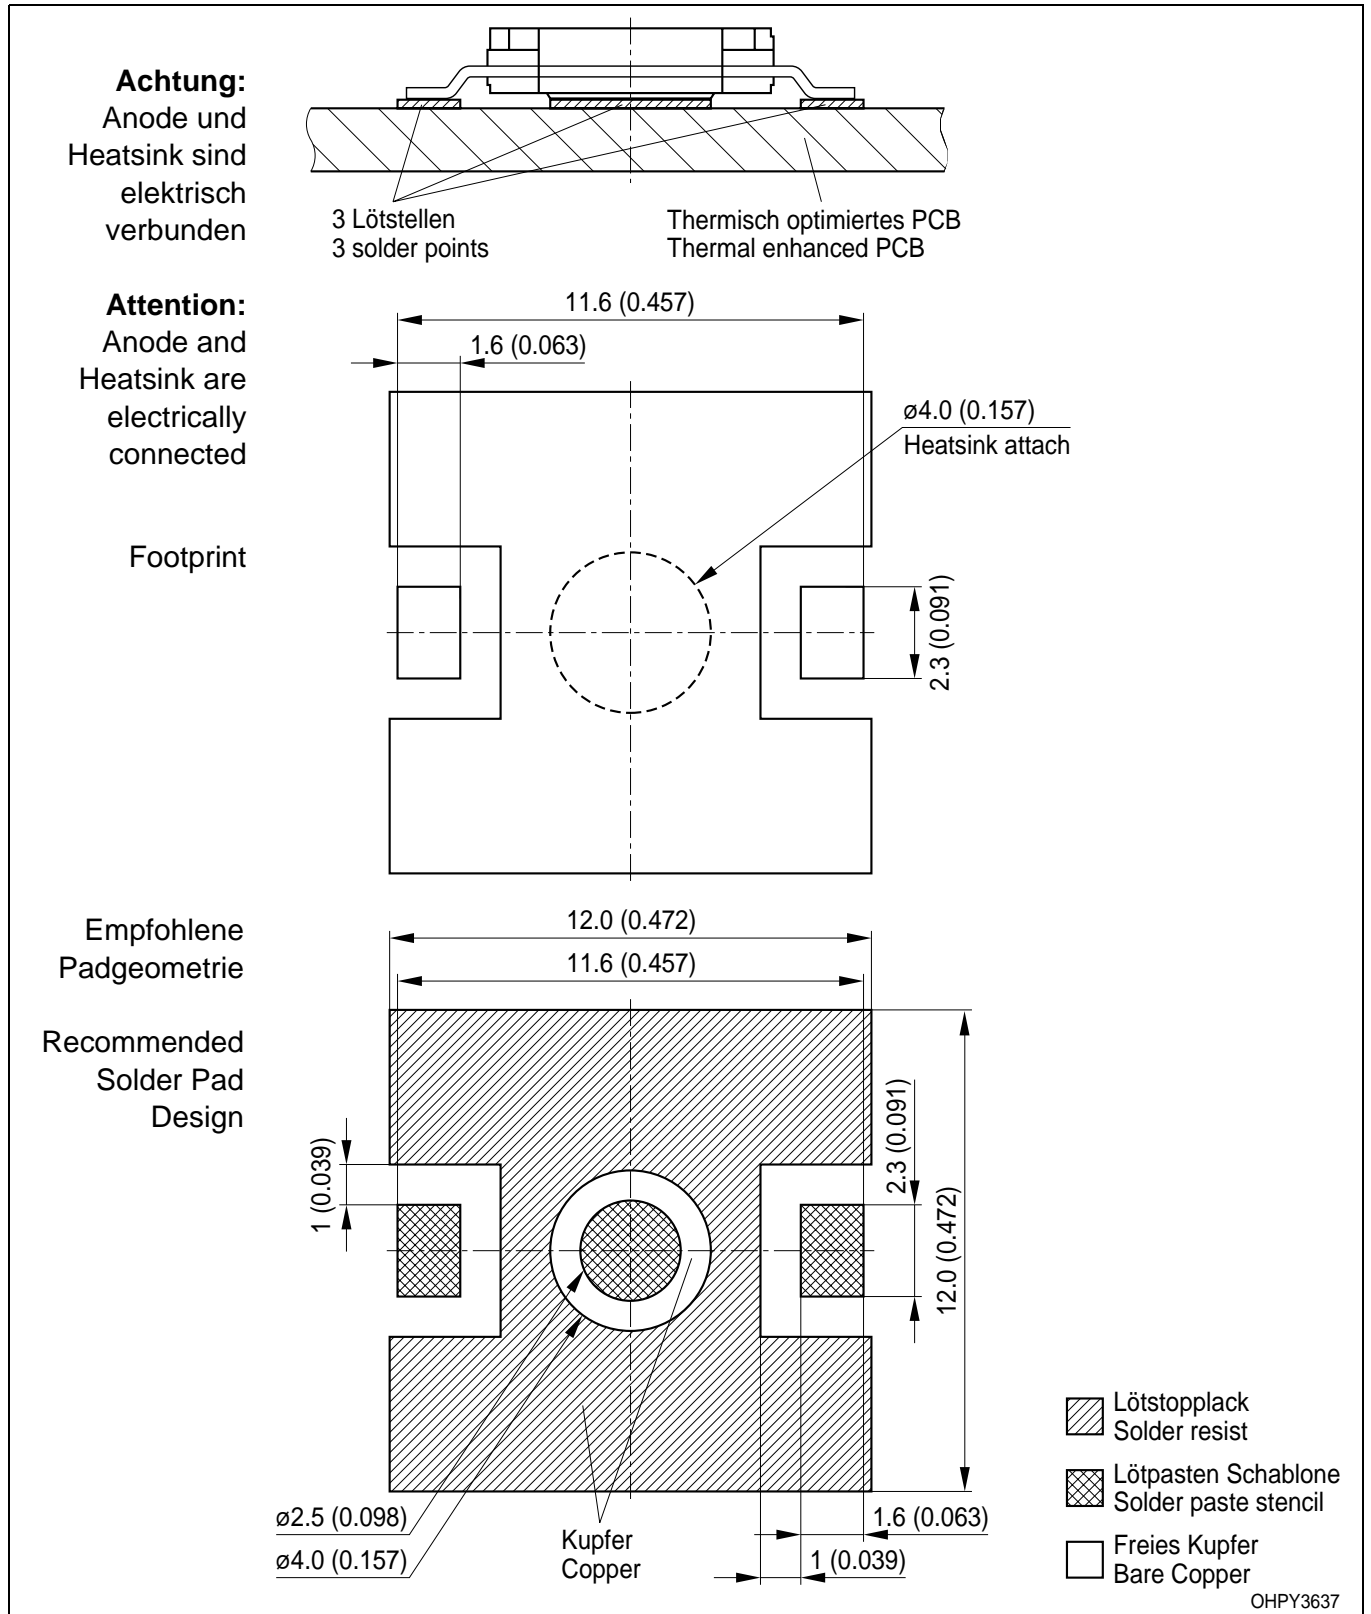 Achtung:
Anode und
Heatsink sind
elektrisch
verbunden
3 Lötstellen
3 solder points
Thermisch optimiertes PCB
Thermal enhanced PCB
Attention:
Anode and
Heatsink are
electrically
connected
11.6 (0.457)
1.6 (0.063)
ø4.0 (0.157)
Heatsink attach
Footprint
2.3 (0.091)
Empfohlene
Padgeometrie
Recommended
Solder Pad
Design
12.0 (0.472)
11.6 (0.457)
1 (0.039)
2.3 (0.091)
12.0 (0.472)
ø2.5 (0.098)
ø4.0 (0.157)
Kupfer
Copper
1.6 (0.063)
1 (0.039)
Lötstopplack
Solder resist
Lötpasten Schablone
Solder paste stencil
Freies Kupfer
Bare Copper
OHPY3637